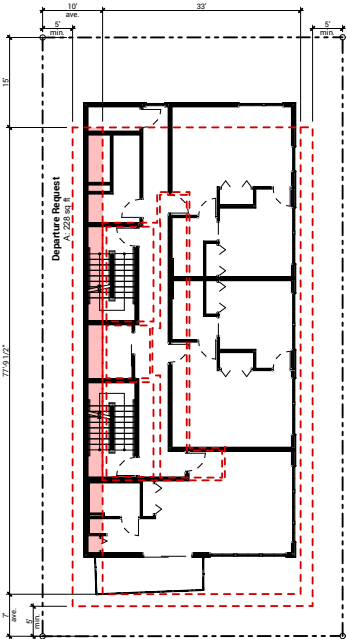 10'
ave.
33'
5'
min.
5'
min.
15'
Departure Request
A: 228 sq ft
77'-9 1/2"
7'
ave.
5'
min.